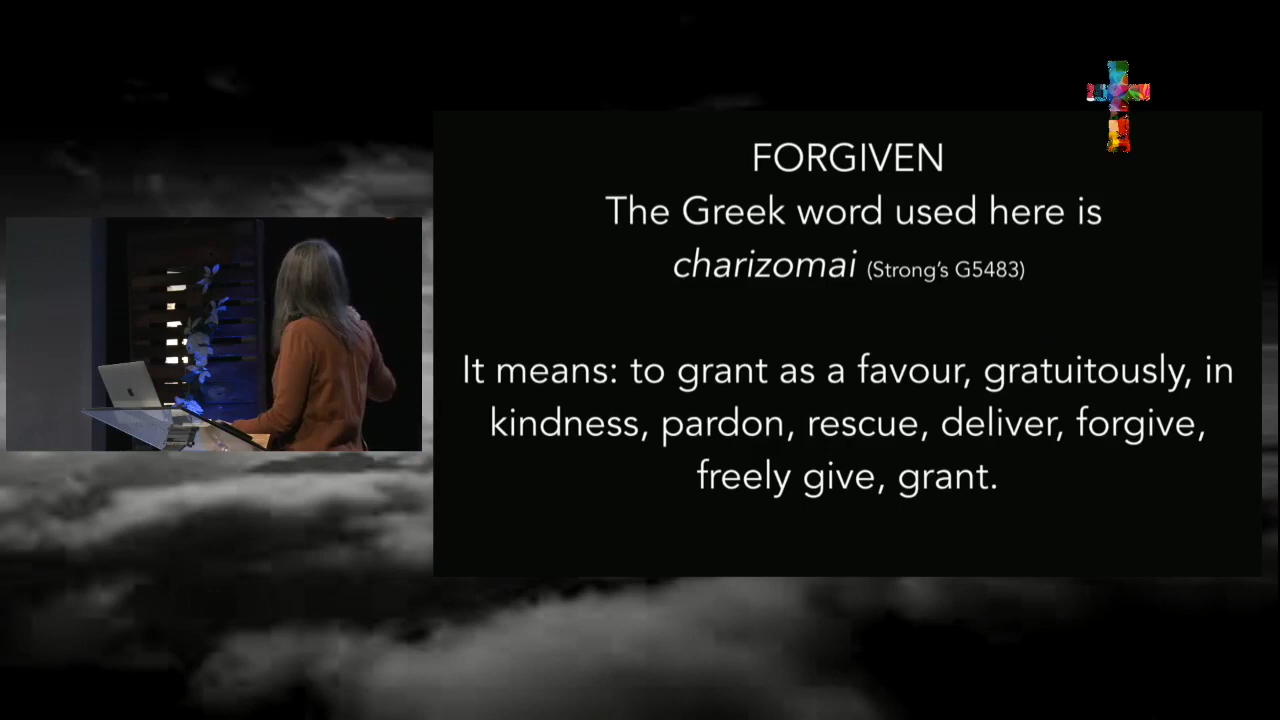 FORGIVEN
The Greek word used here is
charizomai (Strong's G5483)
It means: to grant as a favour, gratuitously, in
kindness, pardon, rescue, deliver, forgive,
freely give, grant.